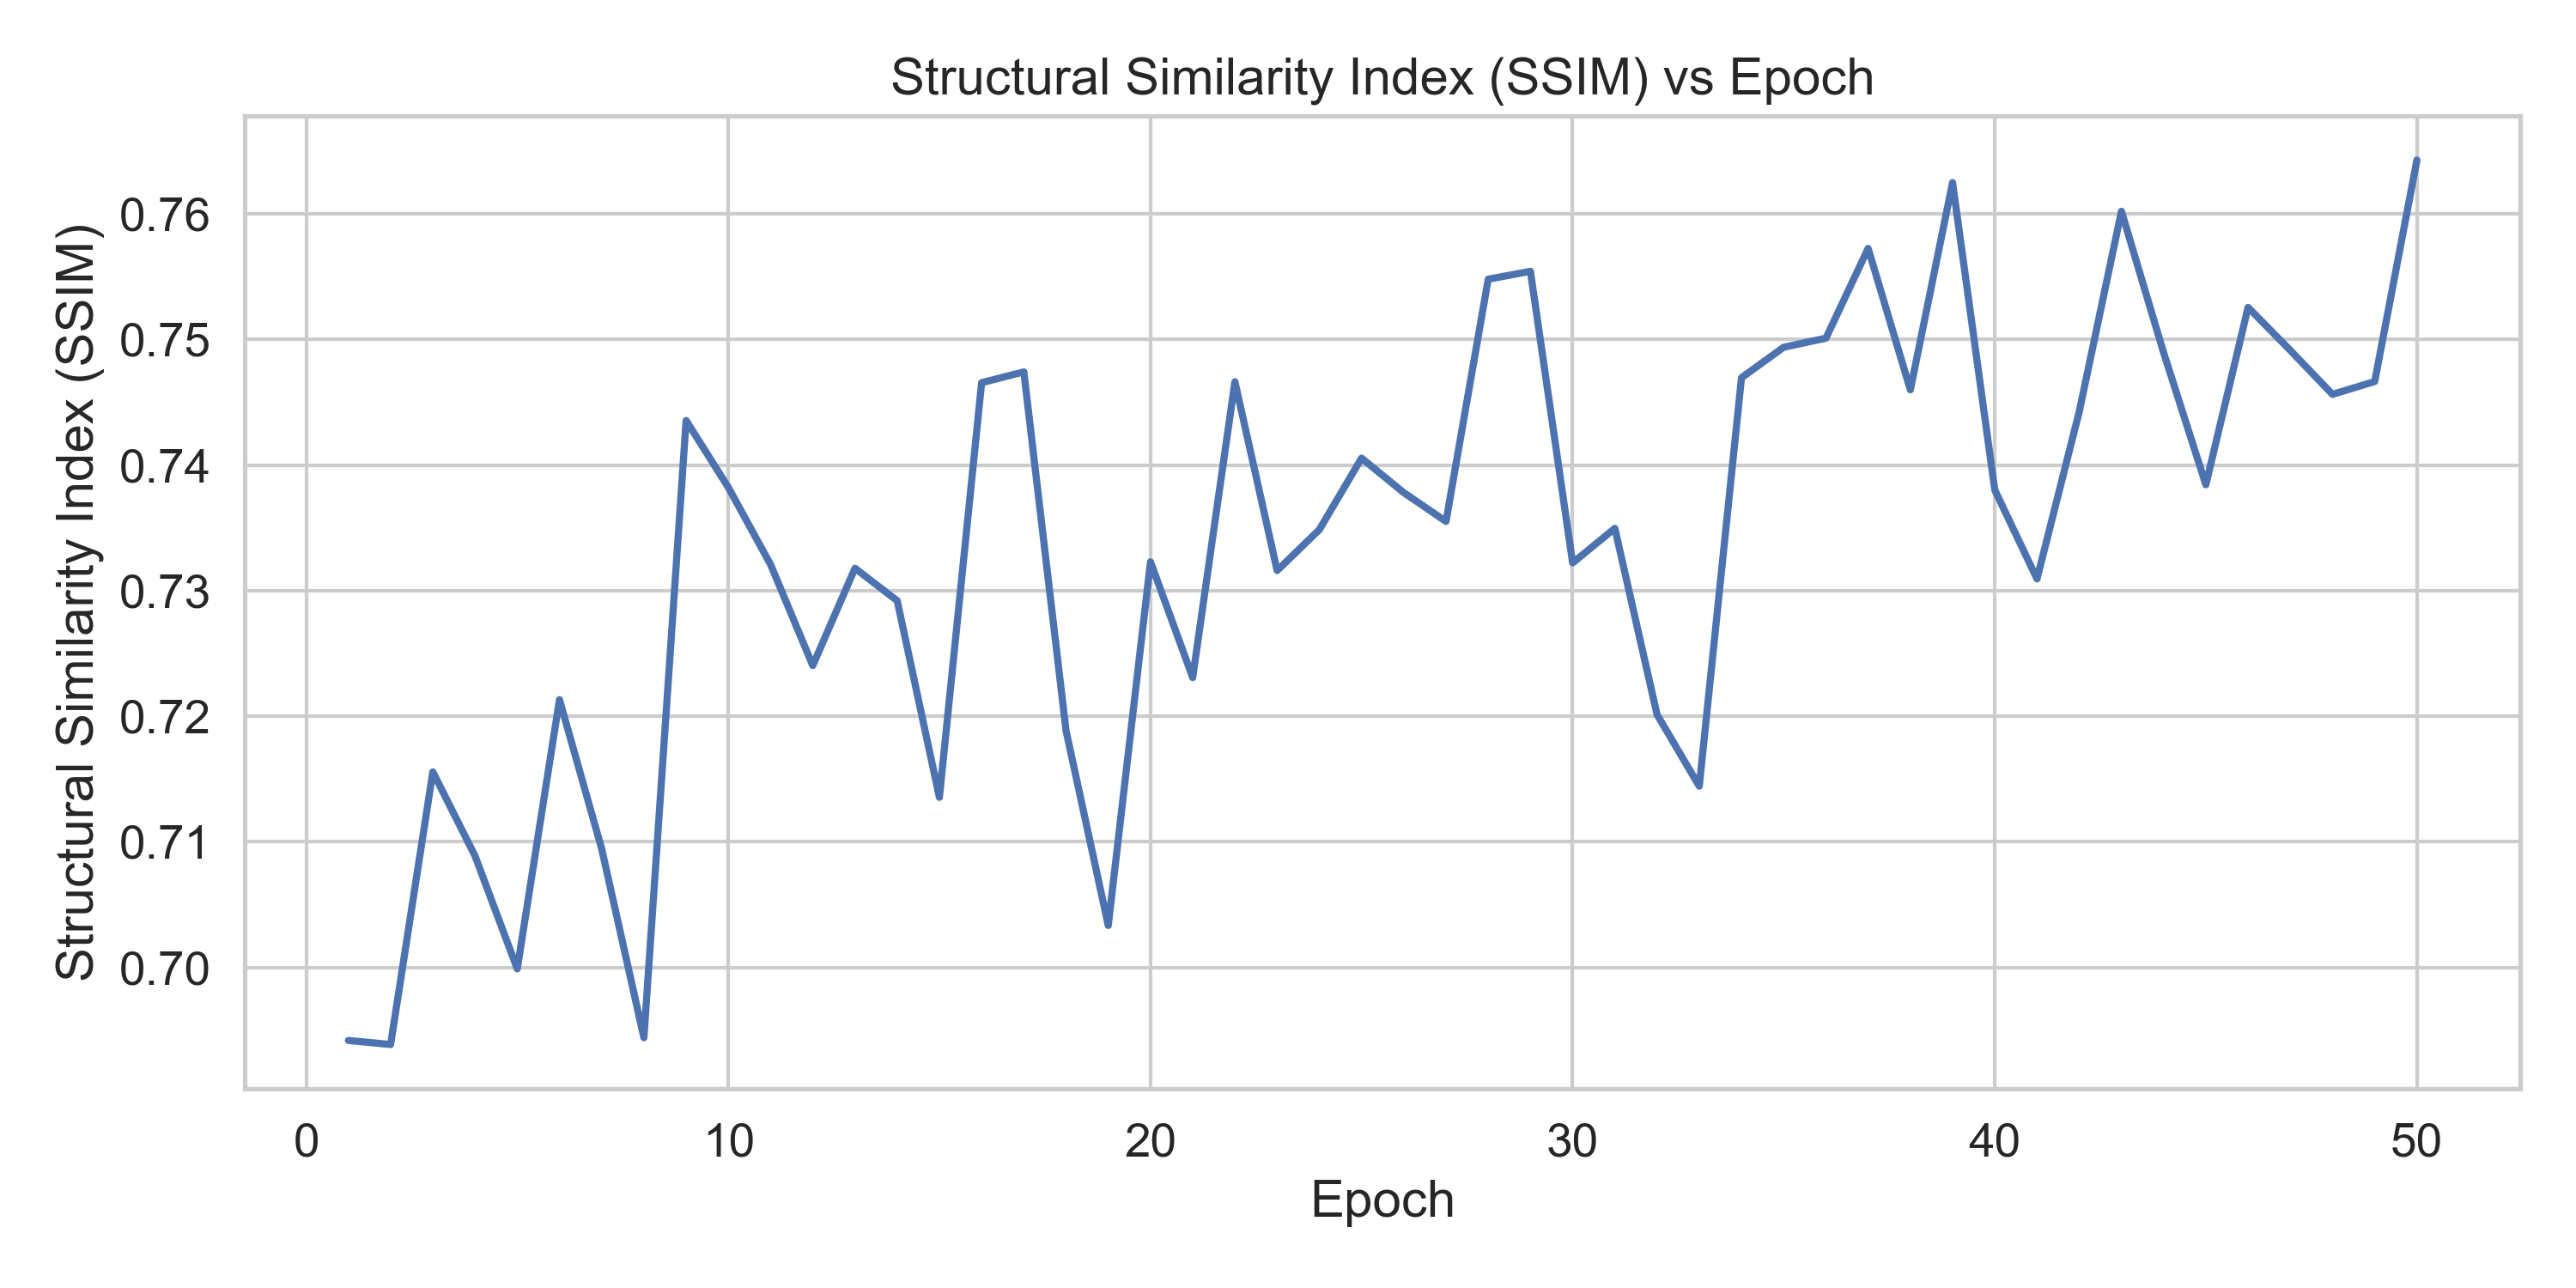 Structural Similarity Index (SSIM) vs Epoch
Structural Similarity Index (SSIM)
0.76
0.75
0.74
0.73
0.72
0.71
0.70
0 10 20 30 40 50
Epoch